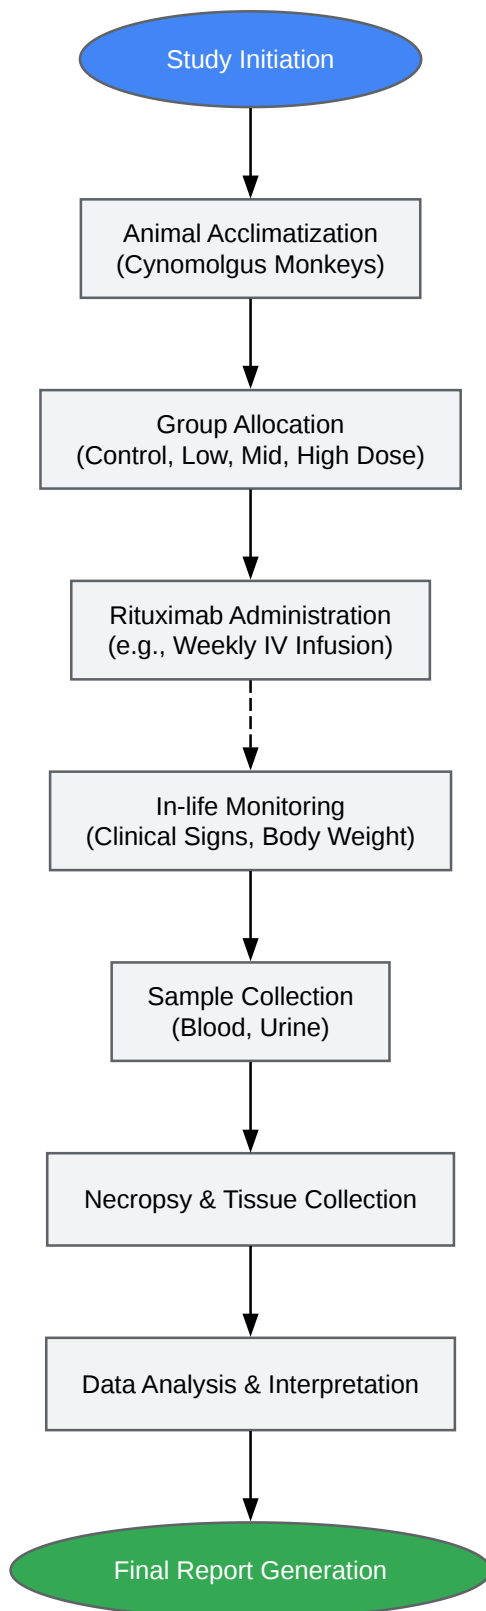 Study Initiation
Animal Acclimatization
(Cynomolgus Monkeys)
Group Allocation
(Control, Low, Mid, High Dose)
Rituximab Administration
(e.g., Weekly IV Infusion)
In-life Monitoring
(Clinical Signs, Body Weight)
Sample Collection
(Blood, Urine)
Necropsy & Tissue Collection
Data Analysis & Interpretation
Final Report Generation